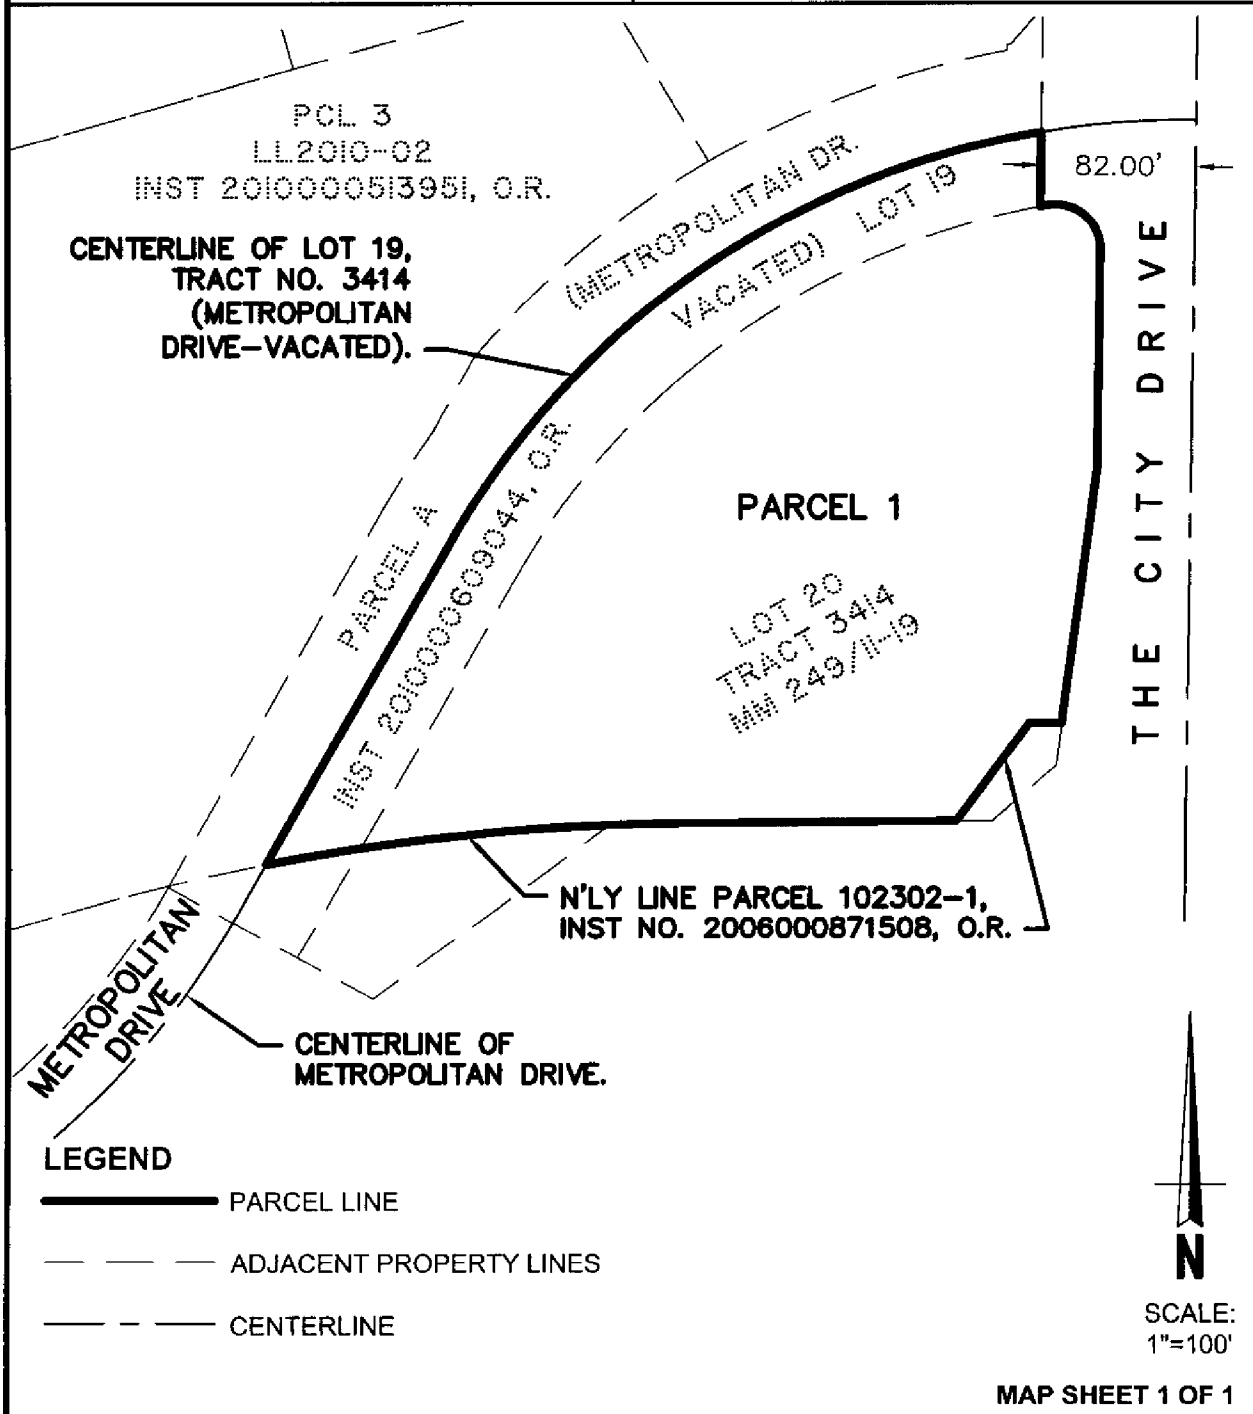 PCL 3
LL2010-02
INST 2010000513951, O.R.
CENTERLINE OF LOT 19,
TRACT NO. 3414
(METROPOLITAN
DRIVE-VACATED).
(METROPOLITAN DR.
VACATED) LOT 19
82.00'
THE CITY DRIVE
PARCEL A
INST 2010000609044, O.R.
PARCEL 1
LOT 20
TRACT 3414
MM 249/11-19
N'LY LINE PARCEL 102302-1,
INST NO. 2006000871508, O.R.
METROPOLITAN
DRIVE
CENTERLINE OF
METROPOLITAN DRIVE.
LEGEND
PARCEL LINE
ADJACENT PROPERTY LINES
CENTERLINE
N
SCALE:
1"=100'
MAP SHEET 1 OF 1